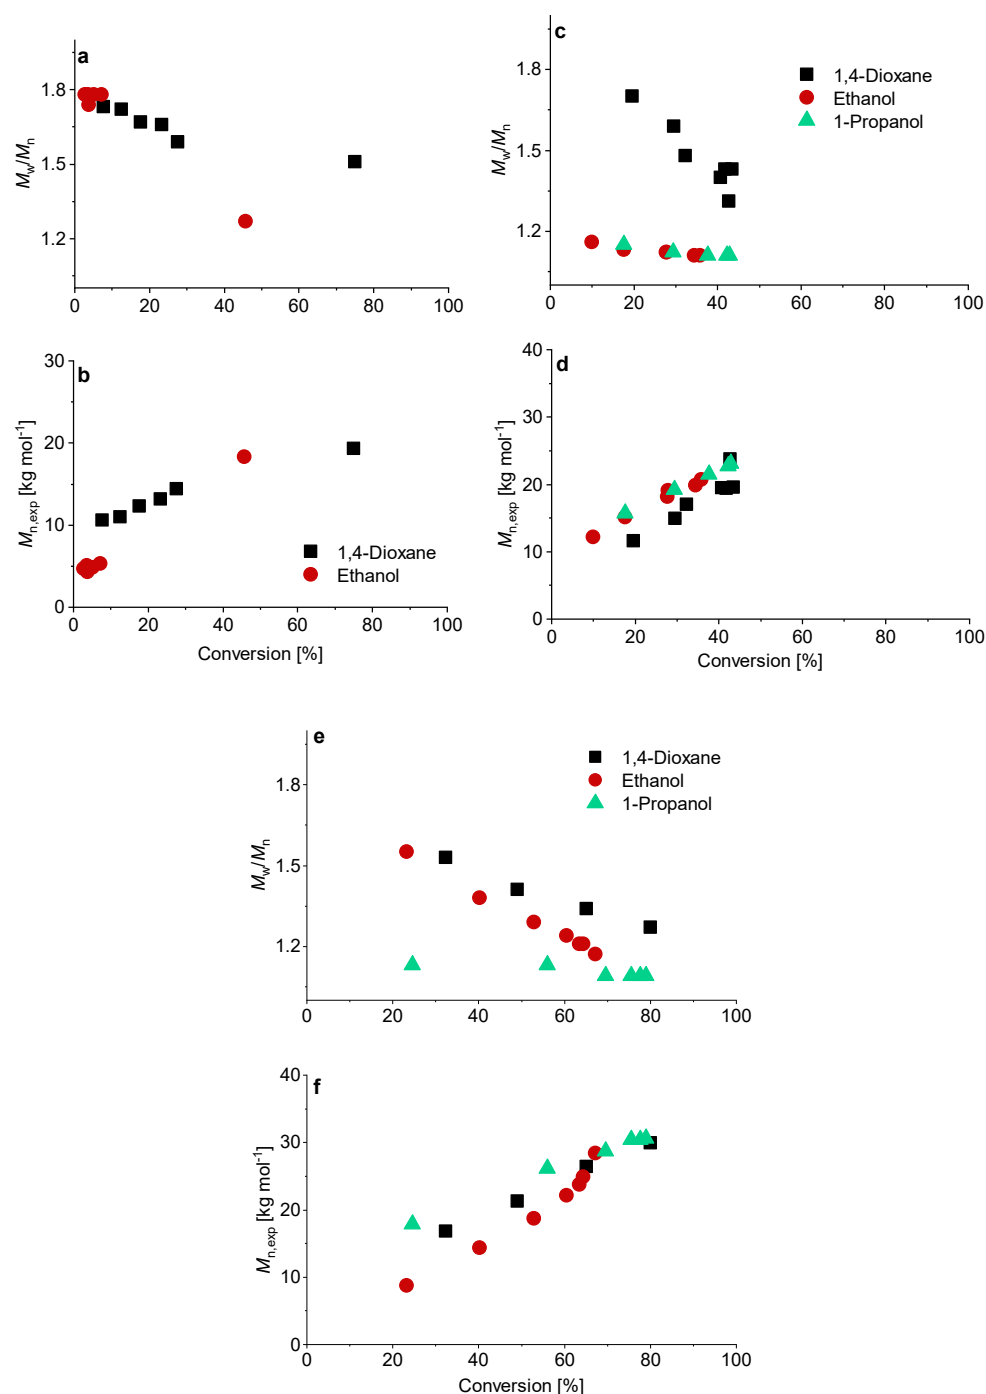 a
1.8
1.5
1.2
Mw/Mn
0 20 40 60 80 100
c
1,4-Dioxane
Ethanol
1-Propanol
1.8
1.5
1.2
Mw/Mn
0 20 40 60 80 100
b
30
20
10
0
Mn,exp [kg mol-1]
1,4-Dioxane
Ethanol
0 20 40 60 80 100
Conversion [%]
d
40
30
20
10
0
Mn,exp [kg mol-1]
0 20 40 60 80 100
Conversion [%]
e
1,4-Dioxane
Ethanol
1-Propanol
1.8
1.5
1.2
Mw/Mn
0 20 40 60 80 100
f
40
30
20
10
0
Mn,exp [kg mol-1]
0 20 40 60 80 100
Conversion [%]